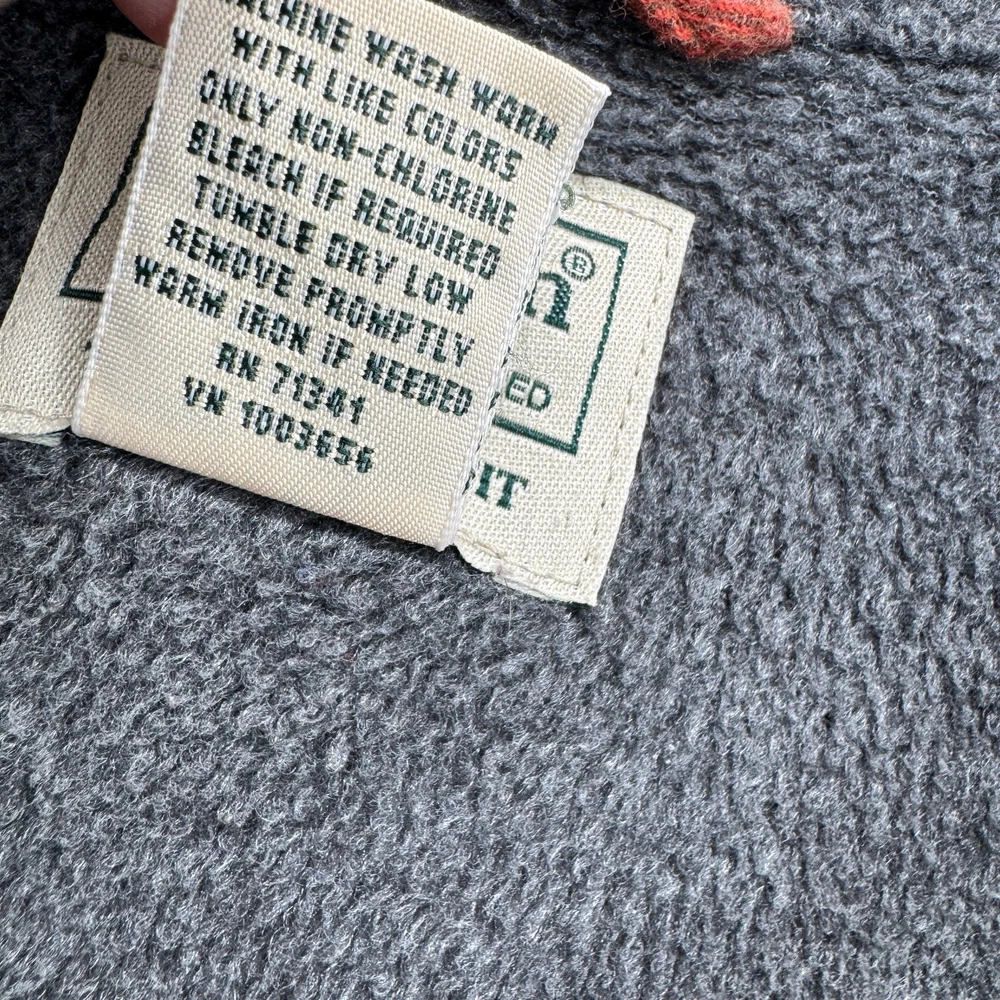 MACHINE WASH WARM
WITH LIKE COLORS
ONLY NON-CHLORINE
BLEACH IF REQUIRED
TUMBLE DRY LOW
REMOVE PROMPTLY
WARM IRON IF NEEDED
RN 71341
VN 1003656
n®
ED
IT